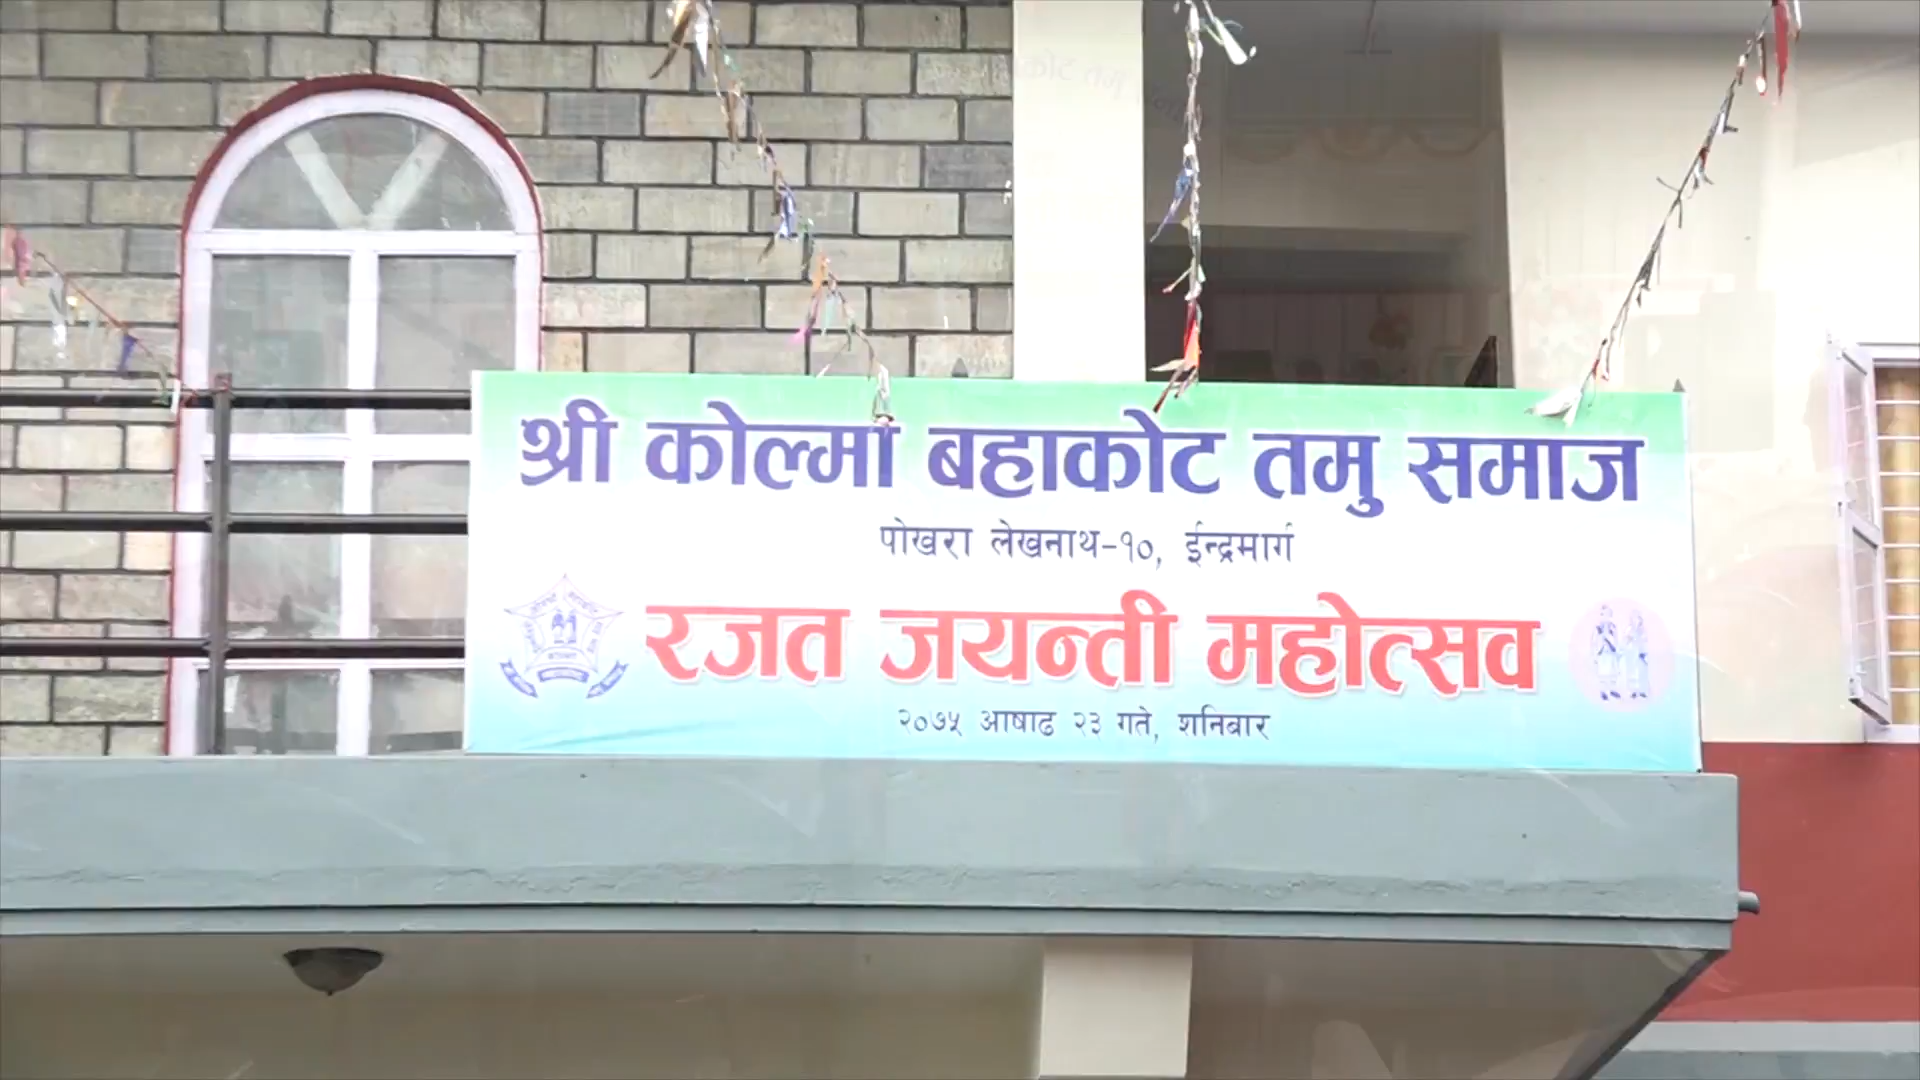 श्री कोल्मा बहाकोट तमु समाज
पोखरा लेखनाथ-१०, ईन्द्रमार्ग
रजत जयन्ती महोत्सव
२०७५ आषाढ २३ गते, शनिबार